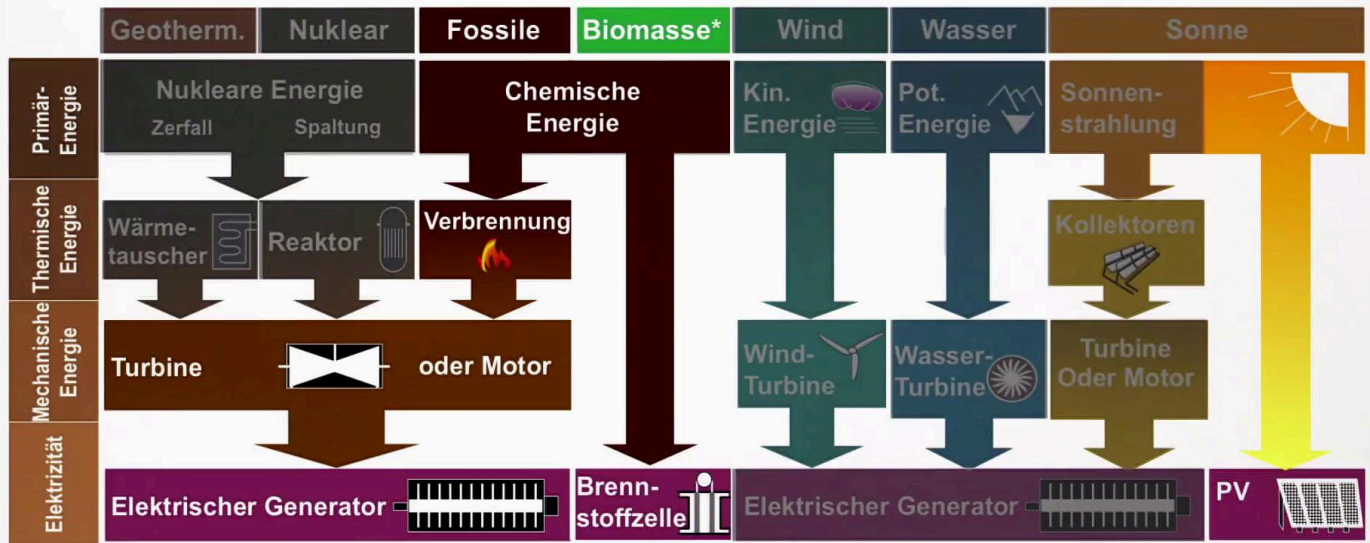 Geotherm.
Nuklear
Fossile
Biomasse*
Wind
Wasser
Sonne
Primär-
Energie
Nukleare Energie
Zerfall
Spaltung
Chemische
Energie
Kin.
Energie
Pot.
Energie
Sonnen-
strahlung
Thermische
Energie
Wärme-
tauscher
Reaktor
Verbrennung
Kollektoren
Mechanische
Energie
Turbine
oder Motor
Wind-
Turbine
Wasser-
Turbine
Turbine
Oder Motor
Elektrizität
Elektrischer Generator
Brenn-
stoffzelle
Elektrischer Generator
PV